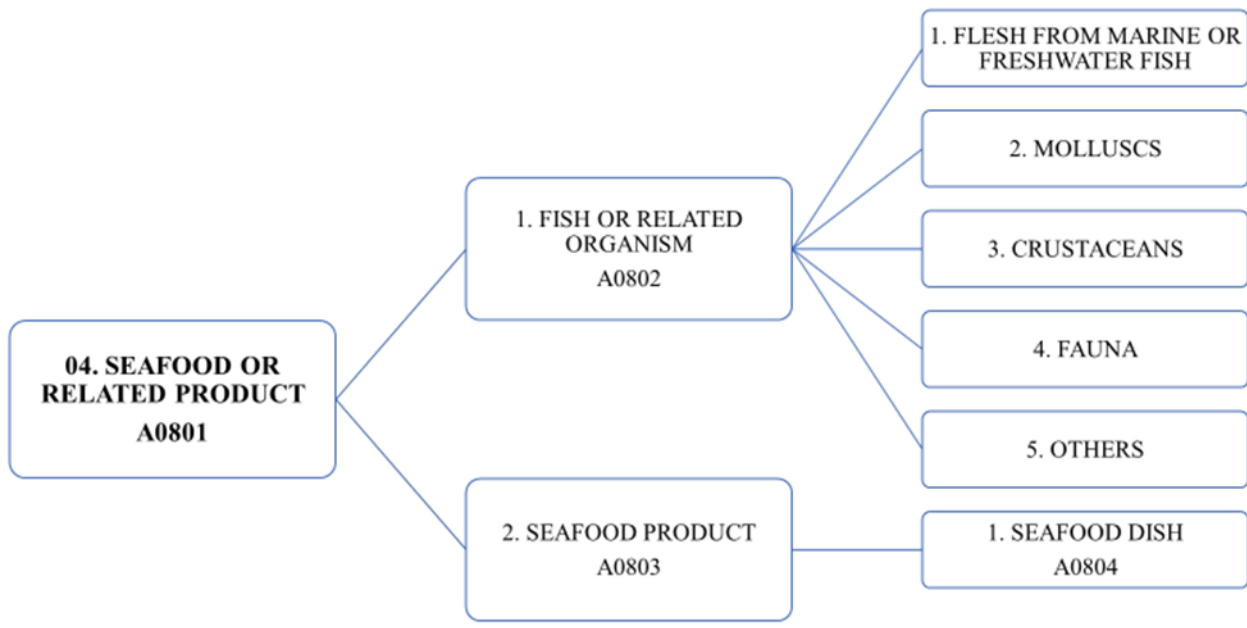 1. FLESH FROM MARINE OR
FRESHWATER FISH
2. MOLLUSCS
1. FISH OR RELATED
ORGANISM
A0802
3. CRUSTACEANS
04. SEAFOOD OR
RELATED PRODUCT
A0801
4. FAUNA
5. OTHERS
2. SEAFOOD PRODUCT
A0803
1. SEAFOOD DISH
A0804